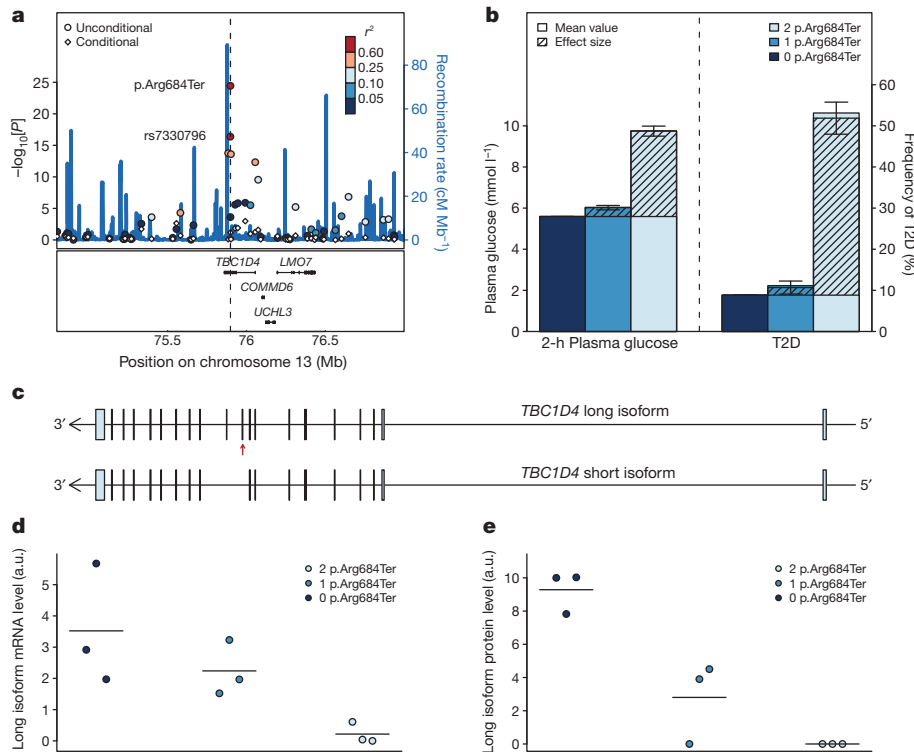 a
Unconditional
Conditional
r²
0.60
0.25
0.10
0.05
p.Arg684Ter
rs7330796
−log₁₀[P]
25
20
15
10
5
0
Recombination rate (cM Mb⁻¹)
80
60
40
20
0
TBC1D4
LMO7
COMMD6
UCHL3
75.5
76
76.5
Position on chromosome 13 (Mb)
b
Mean value
Effect size
2 p.Arg684Ter
1 p.Arg684Ter
0 p.Arg684Ter
Plasma glucose (mmol l⁻¹)
10
8
6
4
2
0
Frequency of T2D (%)
60
50
40
30
20
10
0
2-h Plasma glucose
T2D
c
3′
TBC1D4 long isoform
5′
3′
TBC1D4 short isoform
5′
d
Long isoform mRNA level (a.u.)
5
4
3
2
1
0
2 p.Arg684Ter
1 p.Arg684Ter
0 p.Arg684Ter
e
Long isoform protein level (a.u.)
10
8
6
4
2
0
2 p.Arg684Ter
1 p.Arg684Ter
0 p.Arg684Ter